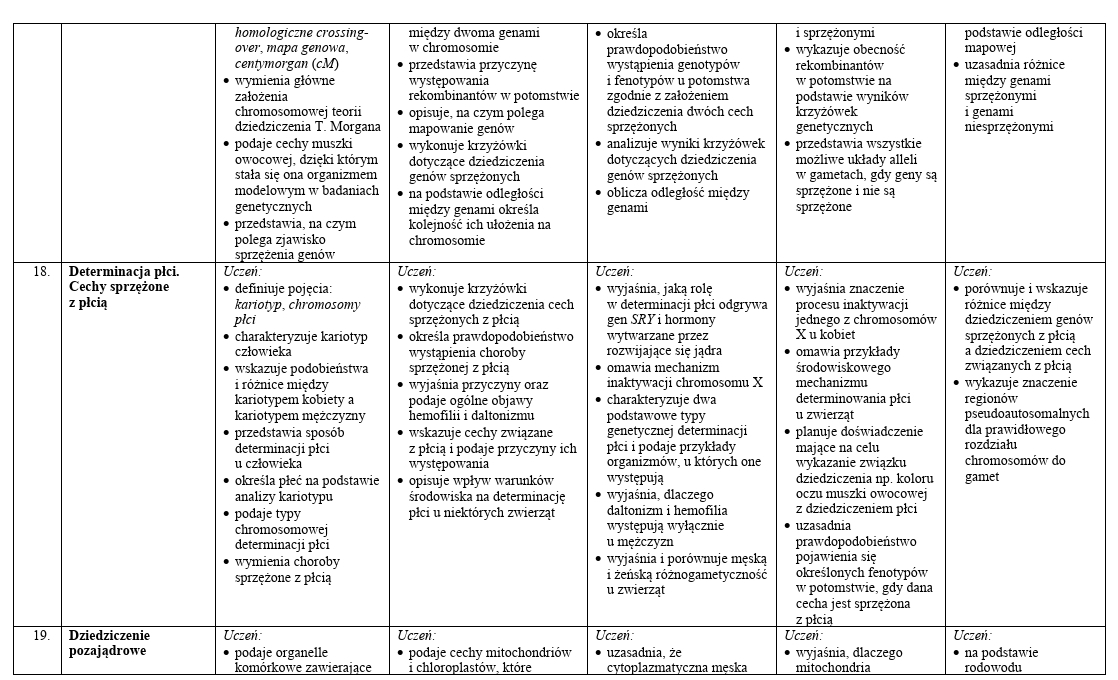 homologiczne crossing-
over, mapa genowa,
centymorgan (cM)
• wymienia główne
założenia
chromosomowej teorii
dziedziczenia T. Morgana
• podaje cechy muszki
owocowej, dzięki którym
stała się ona organizmem
modelowym w badaniach
genetycznych
• przedstawia, na czym
polega zjawisko
sprzężenia genów
między dwoma genami
w chromosomie
• przedstawia przyczynę
występowania
rekombinantów w potomstwie
• opisuje, na czym polega
mapowanie genów
• wykonuje krzyżówki
dotyczące dziedziczenia
genów sprzężonych
• na podstawie odległości
między genami określa
kolejność ich ułożenia na
chromosomie
• określa
prawdopodobieństwo
wystąpienia genotypów
i fenotypów u potomstwa
zgodnie z założeniem
dziedziczenia dwóch cech
sprzężonych
• analizuje wyniki krzyżówek
dotyczących dziedziczenia
genów sprzężonych
• oblicza odległość między
genami
i sprzężonymi
• wykazuje obecność
rekombinantów
w potomstwie na
podstawie wyników
krzyżówek
genetycznych
• przedstawia wszystkie
możliwe układy alleli
w gametach, gdy geny są
sprzężone i nie są
sprzężone
podstawie odległości
mapowej
• uzasadnia różnice
między genami
sprzężonymi
i genami
niesprzężonymi
18.
Determinacja płci.
Cechy sprzężone
z płcią
Uczeń:
• definiuje pojęcia:
kariotyp, chromosomy
płci
• charakteryzuje kariotyp
człowieka
• wskazuje podobieństwa
i różnice między
kariotypem kobiety a
kariotypem mężczyzny
• przedstawia sposób
determinacji płci
u człowieka
• określa płeć na podstawie
analizy kariotypu
• podaje typy
chromosomowej
determinacji płci
• wymienia choroby
sprzężone z płcią
Uczeń:
• wykonuje krzyżówki
dotyczące dziedziczenia cech
sprzężonych z płcią
• określa prawdopodobieństwo
wystąpienia choroby
sprzężonej z płcią
• wyjaśnia przyczyny oraz
podaje ogólne objawy
hemofilii i daltonizmu
• wskazuje cechy związane
z płcią i podaje przyczyny ich
występowania
• opisuje wpływ warunków
środowiska na determinację
płci u niektórych zwierząt
Uczeń:
• wyjaśnia, jaką rolę
w determinacji płci odgrywa
gen SRY i hormony
wytwarzane przez
rozwijające się jądra
• omawia mechanizm
inaktywacji chromosomu X
• charakteryzuje dwa
podstawowe typy
genetycznej determinacji
płci i podaje przykłady
organizmów, u których one
występują
• wyjaśnia, dlaczego
daltonizm i hemofilia
występują wyłącznie
u mężczyzn
• wyjaśnia i porównuje męską
i żeńską różnogametyczność
u zwierząt
Uczeń:
• wyjaśnia znaczenie
procesu inaktywacji
jednego z chromosomów
X u kobiet
• omawia przykłady
środowiskowego
mechanizmu
determinowania płci
u zwierząt
• planuje doświadczenie
mające na celu
wykazanie związku
dziedziczenia np. koloru
oczu muszki owocowej
z dziedziczeniem płci
• uzasadnia
prawdopodobieństwo
pojawienia się
określonych fenotypów
w potomstwie, gdy dana
cecha jest sprzężona
z płcią
Uczeń:
• porównuje i wskazuje
różnice między
dziedziczeniem genów
sprzężonych z płcią
a dziedziczeniem cech
związanych z płcią
• wykazuje znaczenie
regionów
pseudoautosomalnych
dla prawidłowego
rozdziału
chromosomów do
gamet
19.
Dziedziczenie
pozajądrowe
Uczeń:
• podaje organelle
komórkowe zawierające
Uczeń:
• podaje cechy mitochondriów
i chloroplastów, które
Uczeń:
• uzasadnia, że
cytoplazmatyczna męska
Uczeń:
• wyjaśnia, dlaczego
mitochondria
Uczeń:
• na podstawie
rodowodu